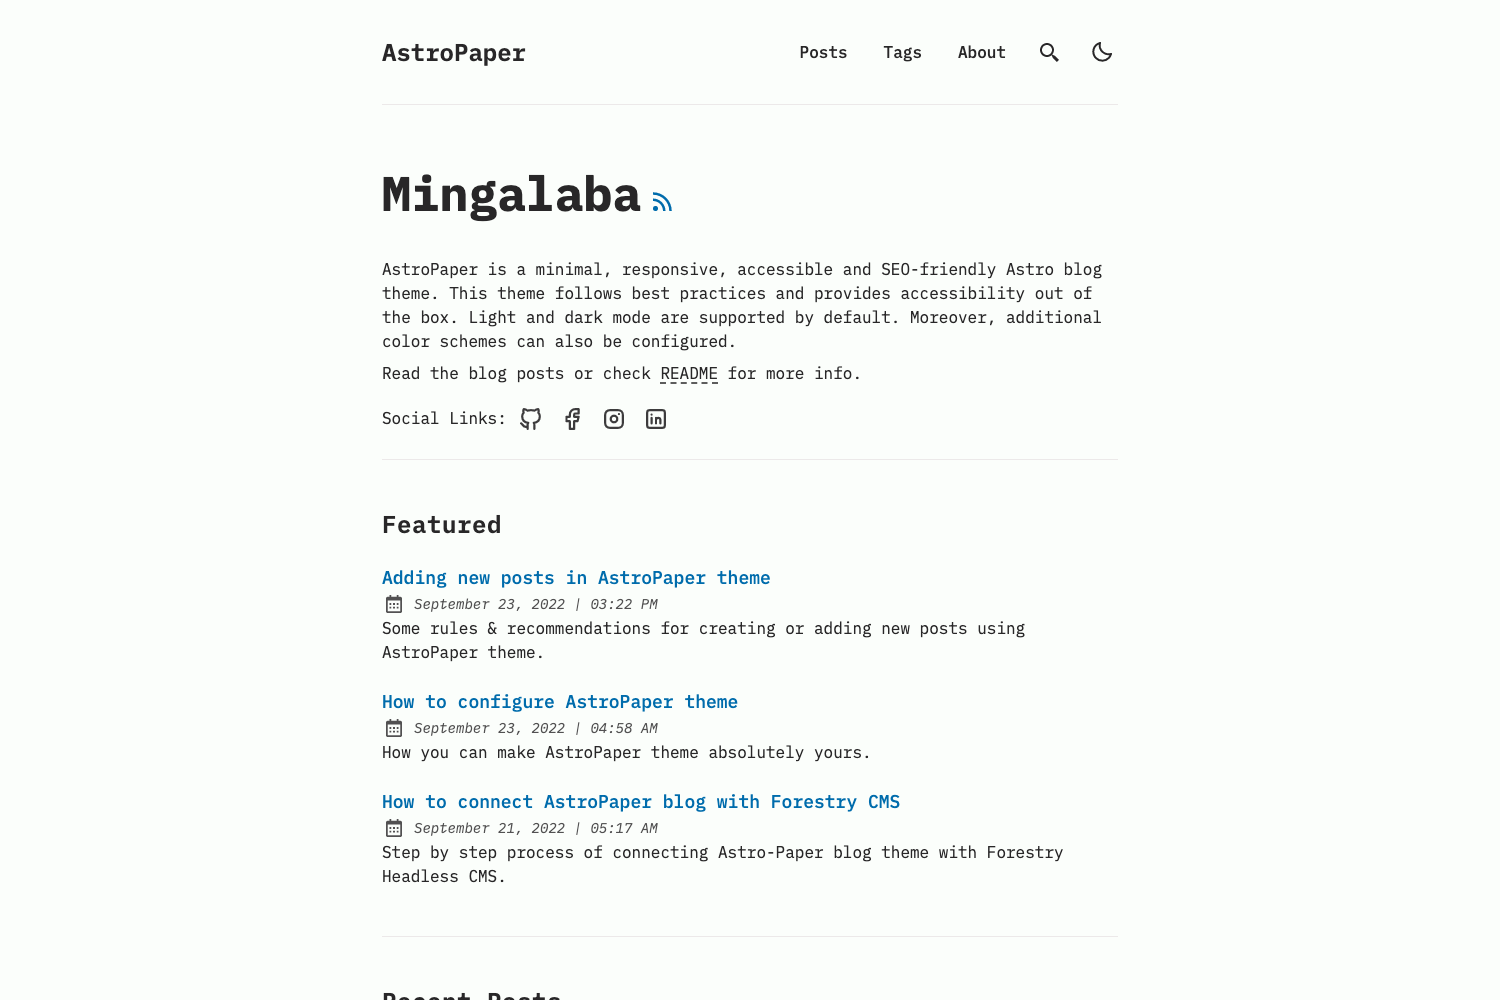 AstroPaper
Posts Tags About
Mingalaba
AstroPaper is a minimal, responsive, accessible and SEO-friendly Astro blog
theme. This theme follows best practices and provides accessibility out of
the box. Light and dark mode are supported by default. Moreover, additional
color schemes can also be configured.
Read the blog posts or check README for more info.
Social Links:
Featured
Adding new posts in AstroPaper theme
September 23, 2022 | 03:22 PM
Some rules & recommendations for creating or adding new posts using
AstroPaper theme.
How to configure AstroPaper theme
September 23, 2022 | 04:58 AM
How you can make AstroPaper theme absolutely yours.
How to connect AstroPaper blog with Forestry CMS
September 21, 2022 | 05:17 AM
Step by step process of connecting Astro-Paper blog theme with Forestry
Headless CMS.
Recent Posts